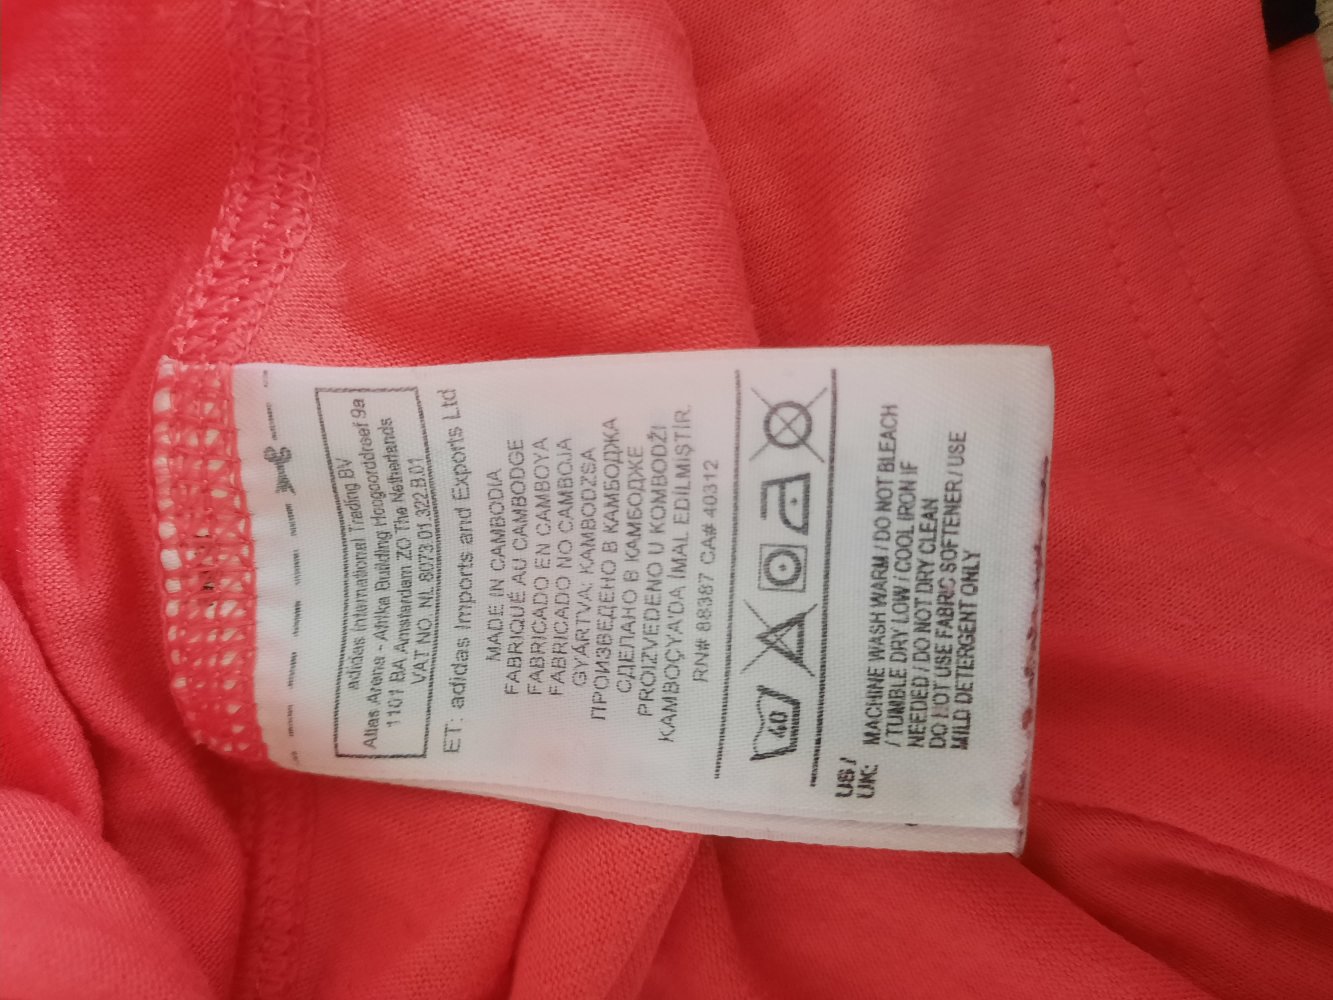 adidas International Trading BV
Atlas Arena - Afrika Building Hoogoorddreef 9a
1101 BA Amsterdam ZO The Netherlands
VAT NO. NL 8073.01.322.B.01
ET: adidas Imports and Exports Ltd
MADE IN CAMBODIA
FABRIQUÉ AU CAMBODGE
FABRICADO EN CAMBOYA
FABRICADO NO CAMBOJA
GYÁRTVA: KAMBODZSA
ПРОИЗВЕДЕНО В КАМБОДЖА
СДЕЛАНО В КАМБОДЖЕ
PROIZVEDENO U KOMBODŽI
KAMBOÇYA'DA İMAL EDİLMİŞTİR.
RN# 88387 CA# 40312
40
US /
UK: MACHINE WASH WARM / DO NOT BLEACH
/ TUMBLE DRY LOW / COOL IRON IF
NEEDED / DO NOT DRY CLEAN
DO NOT USE FABRIC SOFTENER / USE
MILD DETERGENT ONLY